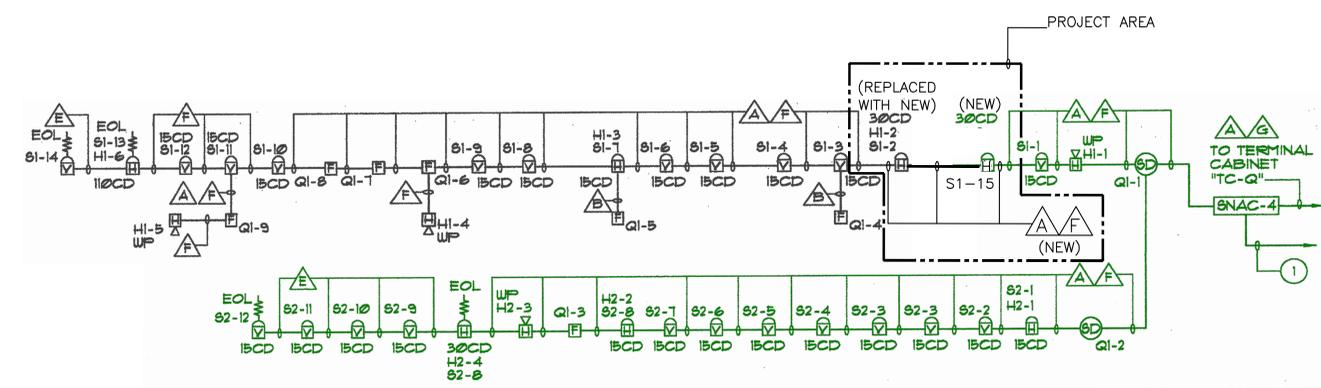 PROJECT AREA
(REPLACED
WITH NEW)
30CD
H1-2
S1-2
(NEW)
30CD
S1-15
A F
(NEW)
E
EOL
S1-14
V
EOL
S1-13
H1-6
H
110CD
F
15CD
S1-12
V
15CD
S1-11
V
A F
F
Q1-9
H1-5
H
WP
F
S1-10
V
15CD
Q1-8
F
Q1-7
F
F
Q1-6
F
H
H1-4
WP
S1-9
V
15CD
S1-8
V
15CD
H1-3
S1-7
H
15CD
B
F
Q1-5
S1-6
V
15CD
S1-5
V
15CD
A F
S1-4
V
15CD
S1-3
V
15CD
B
F
Q1-4
H
H
S1-1
V
15CD
A F
WP
H1-1
H
SD
Q1-1
A G
TO TERMINAL
CABINET
"TC-Q"
SNAC-4
1
EOL
S2-12
V
15CD
E
S2-11
V
15CD
S2-10
V
15CD
S2-9
V
15CD
EOL
H
30CD
H2-4
S2-8
WP
H2-3
H
Q1-3
F
H2-2
S2-8
H
15CD
S2-7
V
15CD
S2-6
V
15CD
S2-5
V
15CD
S2-4
V
15CD
S2-3
V
15CD
S2-3
V
15CD
S2-2
V
15CD
S2-1
H2-1
H
15CD
A F
SD
Q1-2